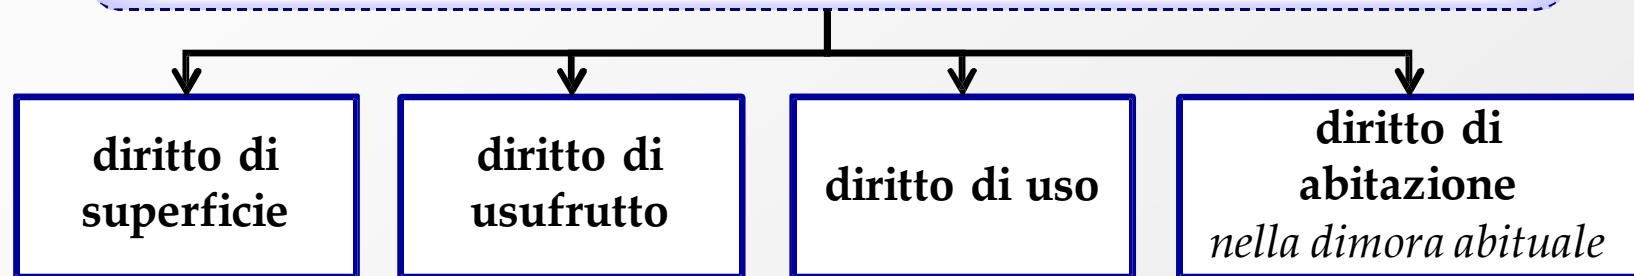 diritto di
superficie
diritto di
usufrutto
diritto di uso
diritto di
abitazione
nella dimora abituale